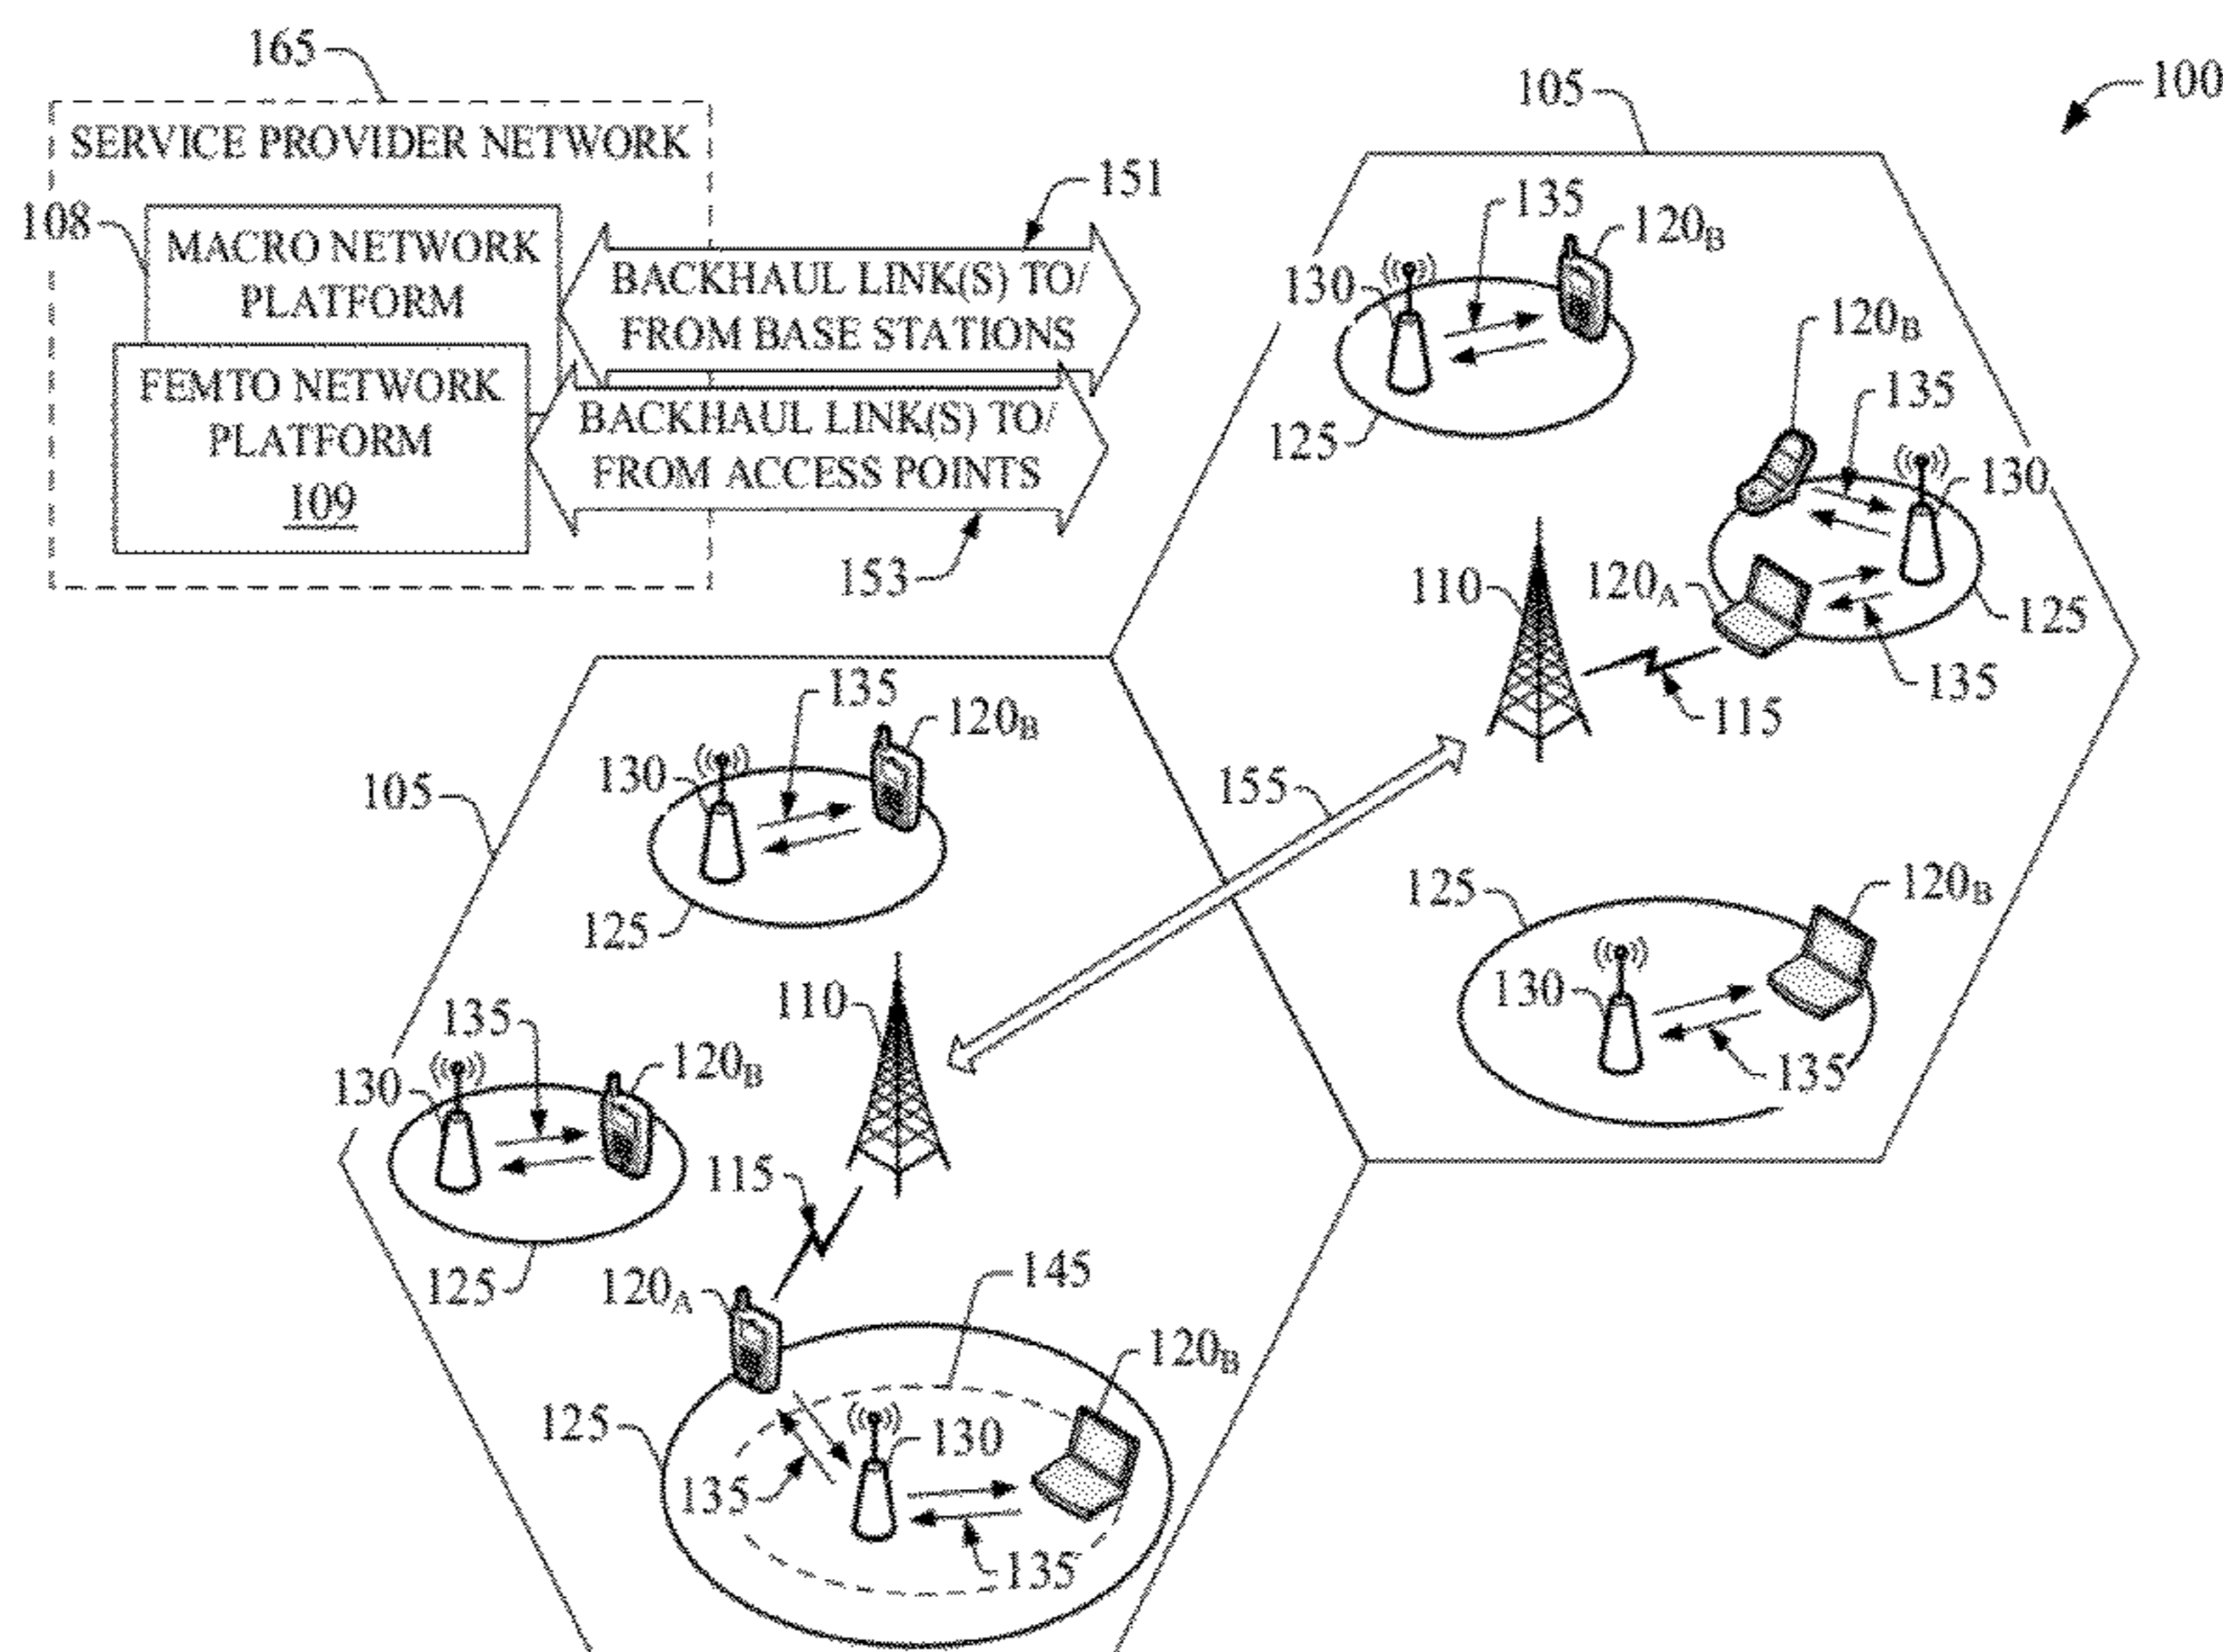 165
100
105
SERVICE PROVIDER NETWORK
151
135
120B
108
MACRO NETWORK
PLATFORM
BACKHAUL LINK(S) TO/
FROM BASE STATIONS
130
120B
135
FEMTO NETWORK
PLATFORM
109
BACKHAUL LINK(S) TO/
FROM ACCESS POINTS
125
130
153
110
120A
125
135
115
135
120B
130
105
155
125
120B
125
130
110
135
135
120B
130
115
125
120A
145
120B
125
130
135
135